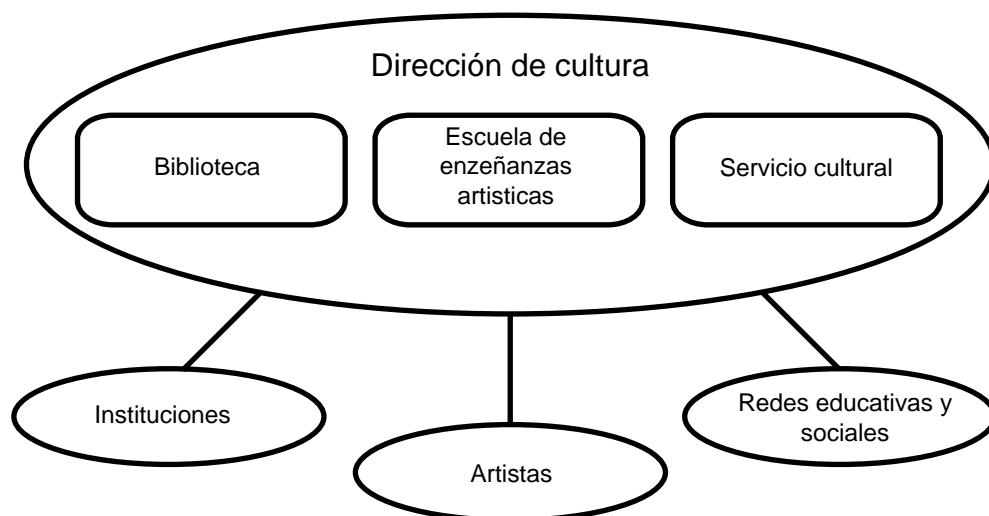 Dirección de cultura
Biblioteca
Escuela de
enzeñanzas
artisticas
Servicio cultural
Instituciones
Artistas
Redes educativas y
sociales